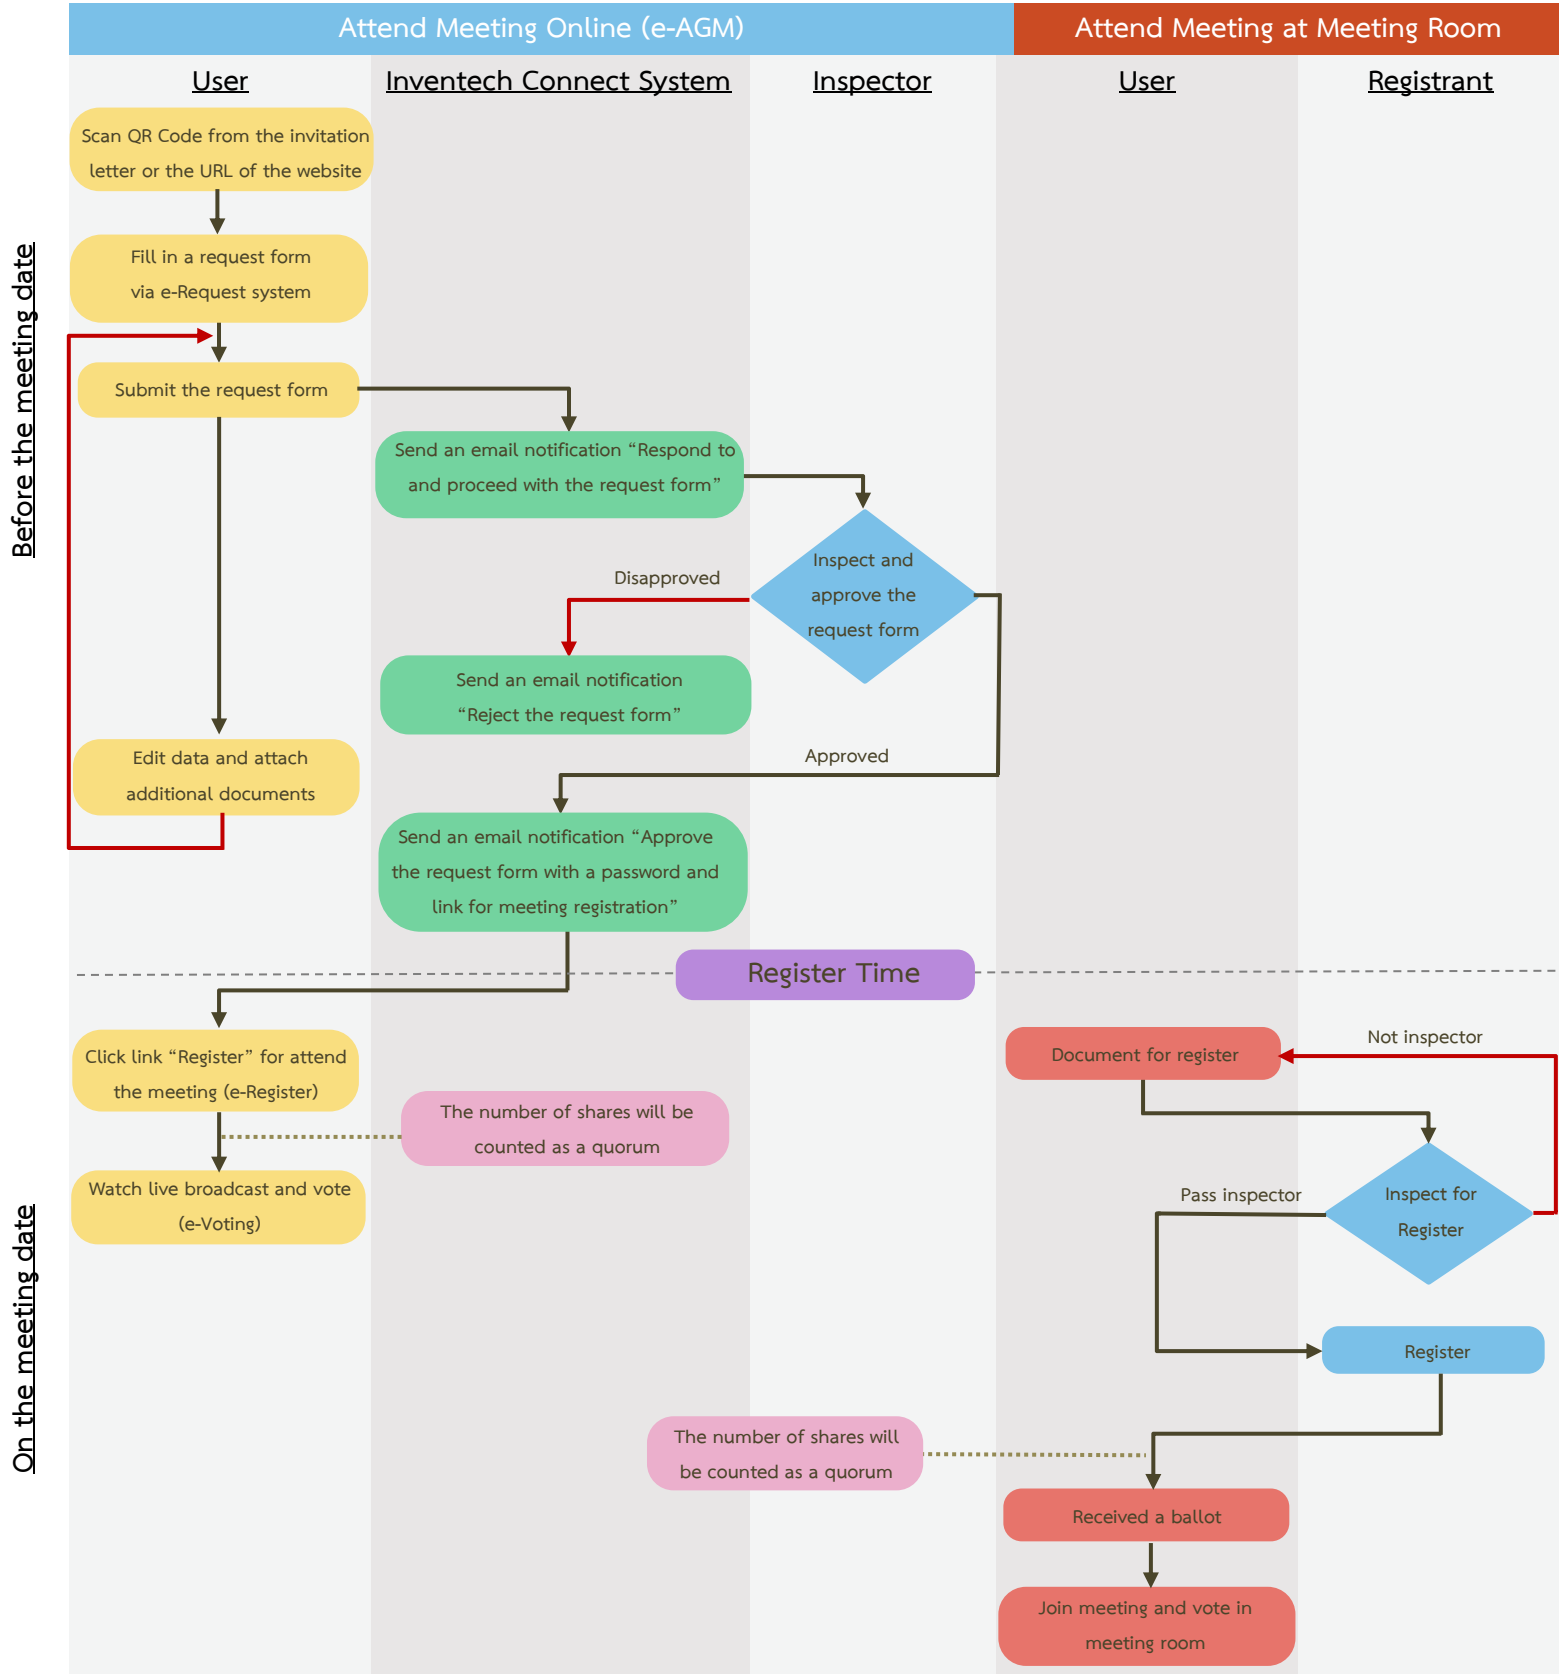 Attend Meeting Online (e-AGM)
Attend Meeting at Meeting Room
User
Inventech Connect System
Inspector
User
Registrant
Before the meeting date
Scan QR Code from the invitation
letter or the URL of the website
Fill in a request form
via e-Request system
Submit the request form
Send an email notification “Respond to
and proceed with the request form”
Inspect and
approve the
request form
Disapproved
Send an email notification
“Reject the request form”
Edit data and attach
additional documents
Approved
Send an email notification “Approve
the request form with a password and
link for meeting registration”
Register Time
On the meeting date
Click link “Register” for attend
the meeting (e-Register)
The number of shares will be
counted as a quorum
Watch live broadcast and vote
(e-Voting)
Document for register
Not inspector
Pass inspector
Inspect for
Register
Register
The number of shares will
be counted as a quorum
Received a ballot
Join meeting and vote in
meeting room